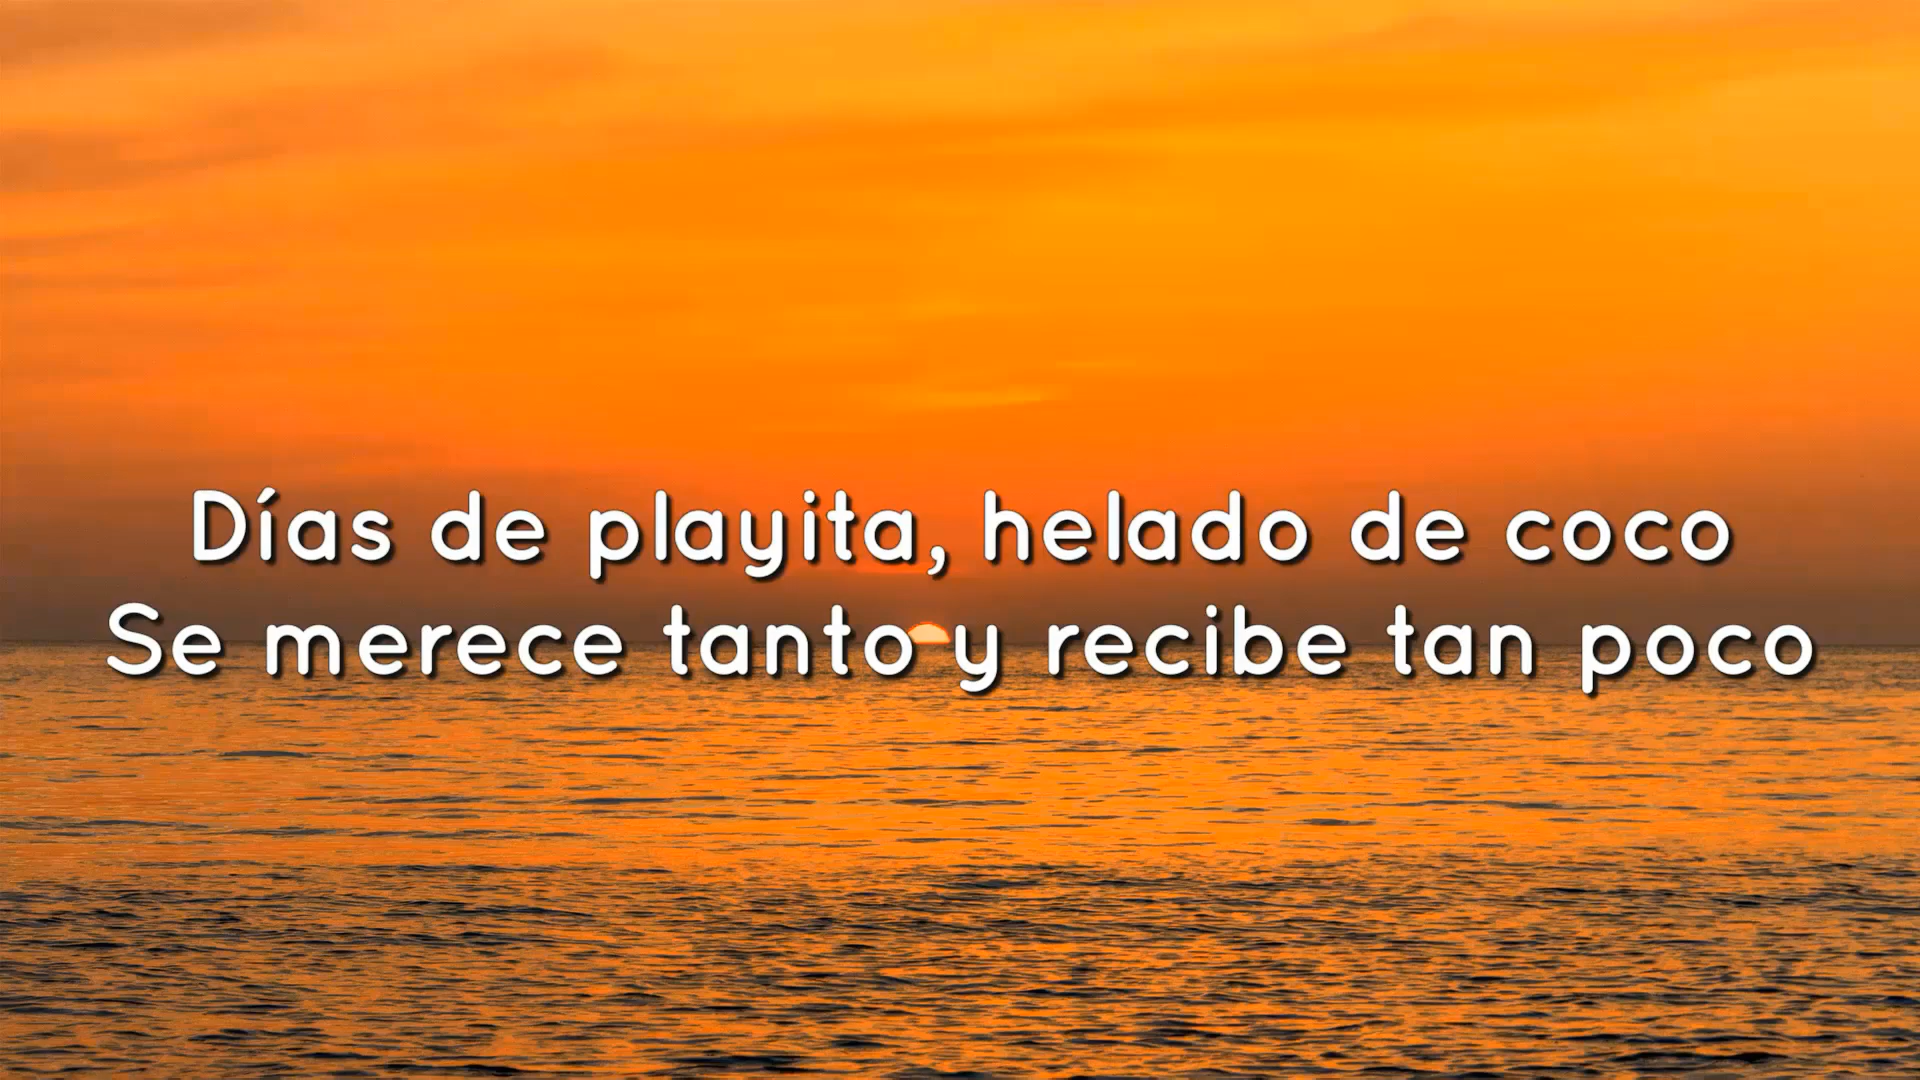 Días de playita, helado de coco
Se merece tanto y recibe tan poco